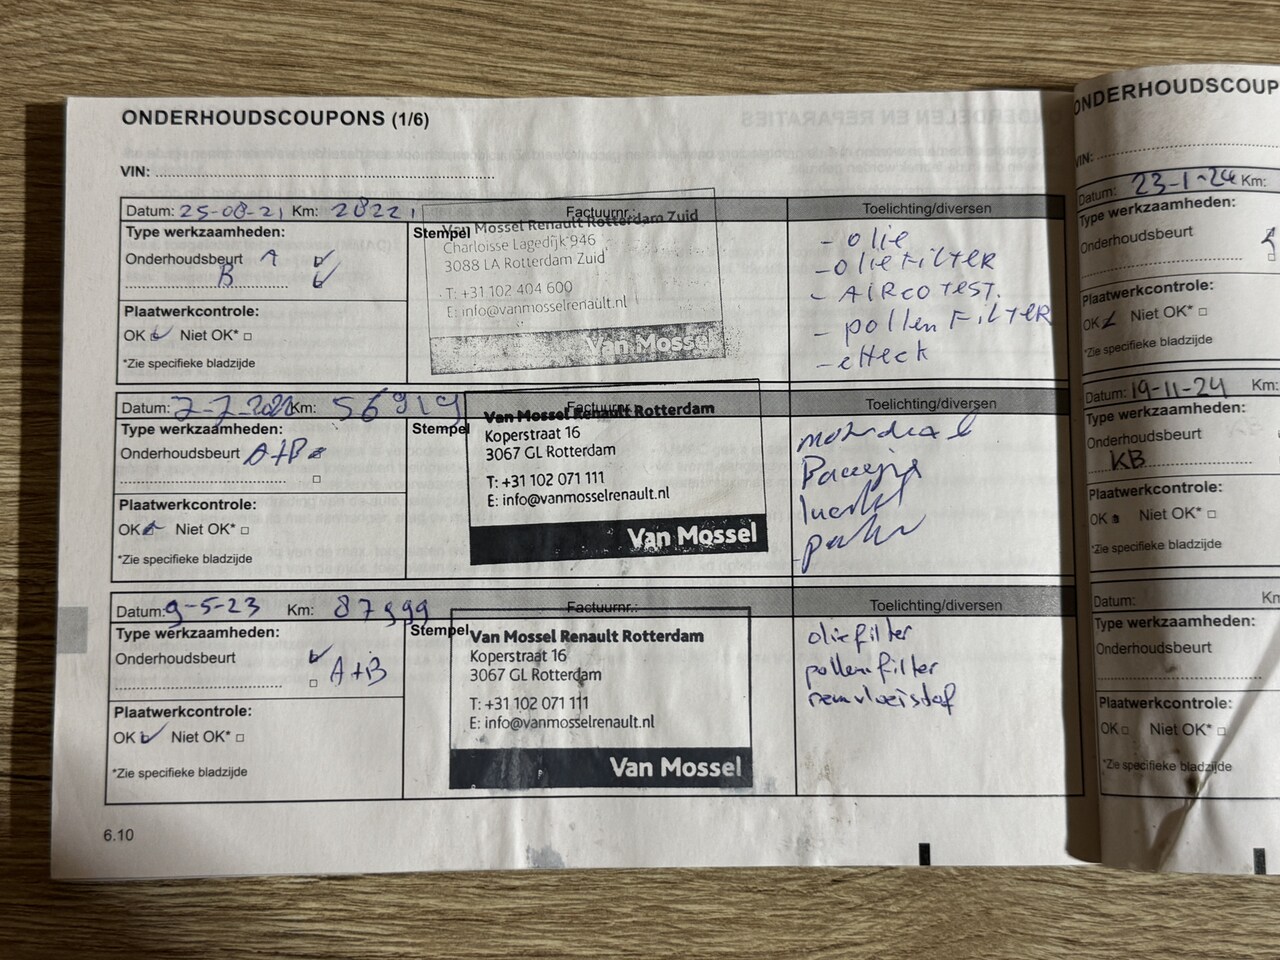 ONDERHOUDSCOUPONS (1/6)
VIN:
Datum: 25-08-21 Km: 28221
Factuurnr.:
Toelichting/diversen
Type werkzaamheden:
Onderhoudsbeurt A
B
Plaatwerkcontrole:
OK Niet OK*
*Zie specifieke bladzijde
Stempel
Van Mossel Renault Rotterdam Zuid
Charloisse Lagedijk 946
3088 LA Rotterdam Zuid
T: +31 102 404 600
E: info@vanmosselrenault.nl
Van Mossel
- olie
- olieFilTER
- AIRCO TEST.
- pollen FilTER
Datum: Km: 56919
Factuurnr.:
Toelichting/diversen
Type werkzaamheden:
Onderhoudsbeurt A+B
Plaatwerkcontrole:
OK Niet OK*
*Zie specifieke bladzijde
Stempel
Van Mossel Renault Rotterdam
Koperstraat 16
3067 GL Rotterdam
T: +31 102 071 111
E: info@vanmosselrenault.nl
Van Mossel
Datum: 9-5-23 Km: 87999
Factuurnr.:
Toelichting/diversen
Type werkzaamheden:
Onderhoudsbeurt A+B
Plaatwerkcontrole:
OK Niet OK*
*Zie specifieke bladzijde
Stempel
Van Mossel Renault Rotterdam
Koperstraat 16
3067 GL Rotterdam
T: +31 102 071 111
E: info@vanmosselrenault.nl
Van Mossel
oliefilter
pollenfilter
remvloeistof
6.10
ONDERHOUDSCOUP
VIN:
Datum: 23-1-24 Km:
Type werkzaamheden:
Onderhoudsbeurt
Plaatwerkcontrole:
OK Niet OK*
*Zie specifieke bladzijde
Datum: 19-11-24 Km:
Type werkzaamheden:
Onderhoudsbeurt
KB
Plaatwerkcontrole:
OK Niet OK*
*Zie specifieke bladzijde
Datum: Km
Type werkzaamheden:
Onderhoudsbeurt
Plaatwerkcontrole:
OK Niet OK*
*Zie specifieke bladzijde